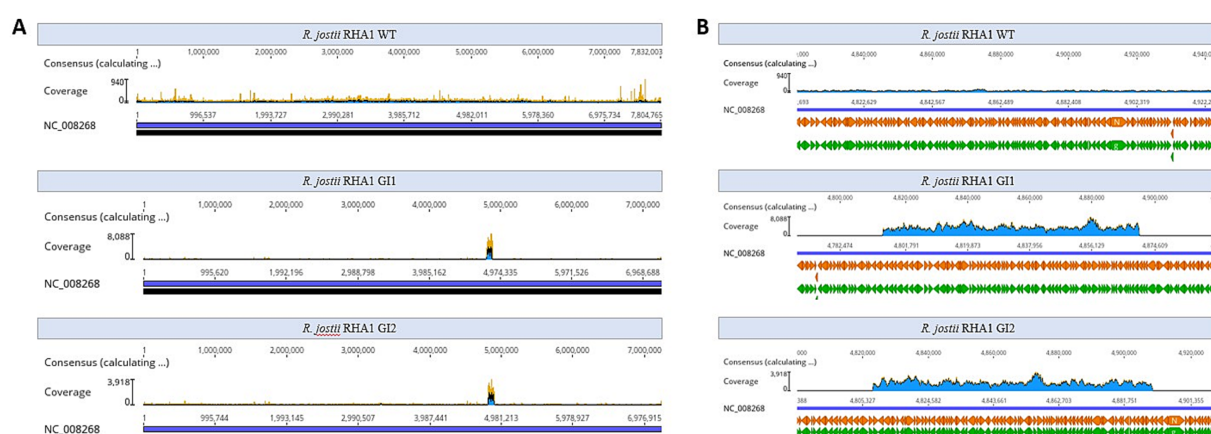 A
R. jostii RHA1 WT
1 1,000,000 2,000,000 3,000,000 4,000,000 5,000,000 6,000,000 7,000,000 7,832,003
Consensus (calculating ...)
940
Coverage
0
1 996,537 1,993,727 2,990,281 3,985,712 4,982,011 5,978,360 6,975,734 7,804,765
NC_008268
R. jostii RHA1 GI1
1 1,000,000 2,000,000 3,000,000 4,000,000 5,000,000 6,000,000 7,000,000
Consensus (calculating ...)
8,088
Coverage
0
1 995,620 1,992,196 2,988,798 3,985,162 4,974,335 5,971,526 6,968,688
NC_008268
R. jostii RHA1 GI2
1 1,000,000 2,000,000 3,000,000 4,000,000 5,000,000 6,000,000 7,000,000
Consensus (calculating ...)
3,918
Coverage
0
1 995,744 1,993,145 2,990,507 3,987,441 4,981,213 5,978,927 6,976,915
NC_008268
B
R. jostii RHA1 WT
:000 4,840,000 4,860,000 4,880,000 4,900,000 4,920,000 4,940,0
Consensus (calculating ...)
940
Coverage
0
,693 4,822,629 4,842,567 4,862,489 4,882,408 4,902,319 4,922,2
NC_008268
R. jostii RHA1 GI1
4,800,000 4,820,000 4,840,000 4,860,000 4,880,000 4,900,000
Consensus (calculating ...)
8,088
Coverage
0
4,782,474 4,801,791 4,819,873 4,837,956 4,856,129 4,874,609
NC_008268
R. jostii RHA1 GI2
000 4,820,000 4,840,000 4,860,000 4,880,000 4,900,000 4,920,000
Consensus (calculating ...)
3,918
Coverage
0
388 4,805,327 4,824,582 4,843,661 4,862,703 4,881,751 4,901,355
NC_008268